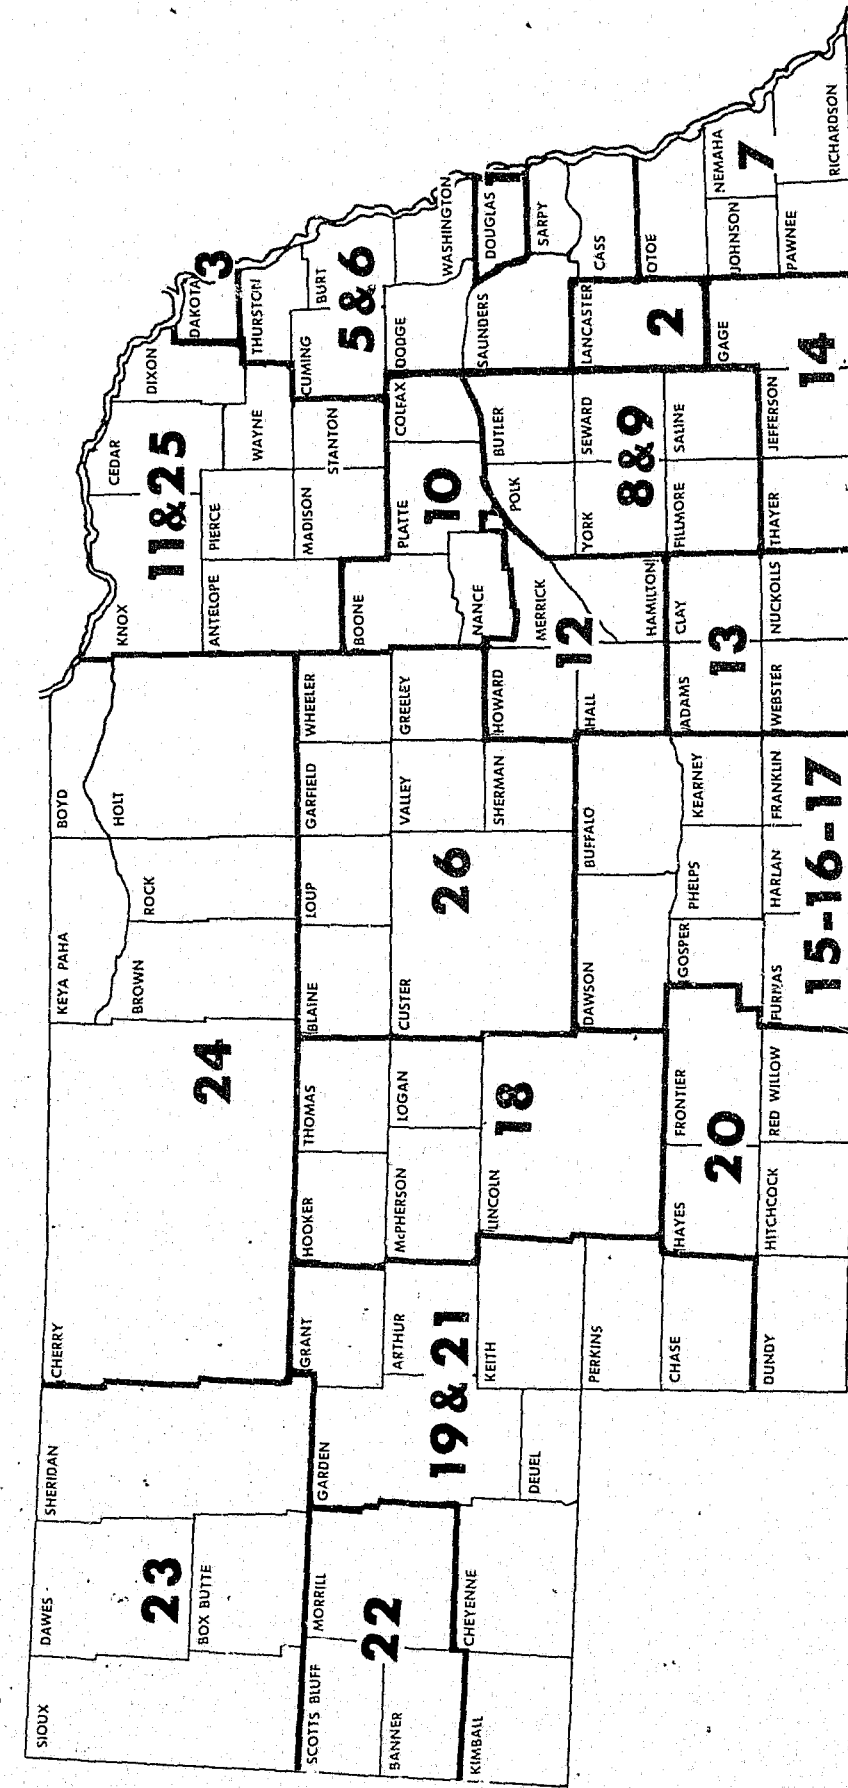 SIOUX
DAWES
SHERIDAN
CHERRY
KEYA PAHA
BOYD
BOX BUTTE
BROWN
ROCK
HOLT
KNOX
CEDAR
DIXON
DAKOTA
23
24
11&25
3
ANTELOPE
PIERCE
WAYNE
THURSTON
SCOTTS BLUFF
MORRILL
GARDEN
GRANT
HOOKER
THOMAS
BLAINE
LOUP
GARFIELD
WHEELER
MADISON
STANTON
CUMING
BURT
22
BOONE
5&6
BANNER
ARTHUR
McPHERSON
LOGAN
CUSTER
VALLEY
GREELEY
PLATTE
COLFAX
DODGE
WASHINGTON
19&21
26
10
NANCE
KIMBALL
CHEYENNE
KEITH
LINCOLN
18
SHERMAN
HOWARD
MERRICK
POLK
BUTLER
SAUNDERS
DOUGLAS
1
DEUEL
SARPY
12
PERKINS
DAWSON
BUFFALO
HALL
HAMILTON
YORK
SEWARD
LANCASTER
CASS
8&9
2
CHASE
HAYES
FRONTIER
GOSPER
PHELPS
KEARNEY
ADAMS
CLAY
FILLMORE
SALINE
GAGE
OTOE
20
13
JOHNSON
NEMAHA
7
DUNDY
HITCHCOCK
RED WILLOW
FURNAS
HARLAN
FRANKLIN
WEBSTER
NUCKOLLS
THAYER
JEFFERSON
PAWNEE
RICHARDSON
15-16-17
14